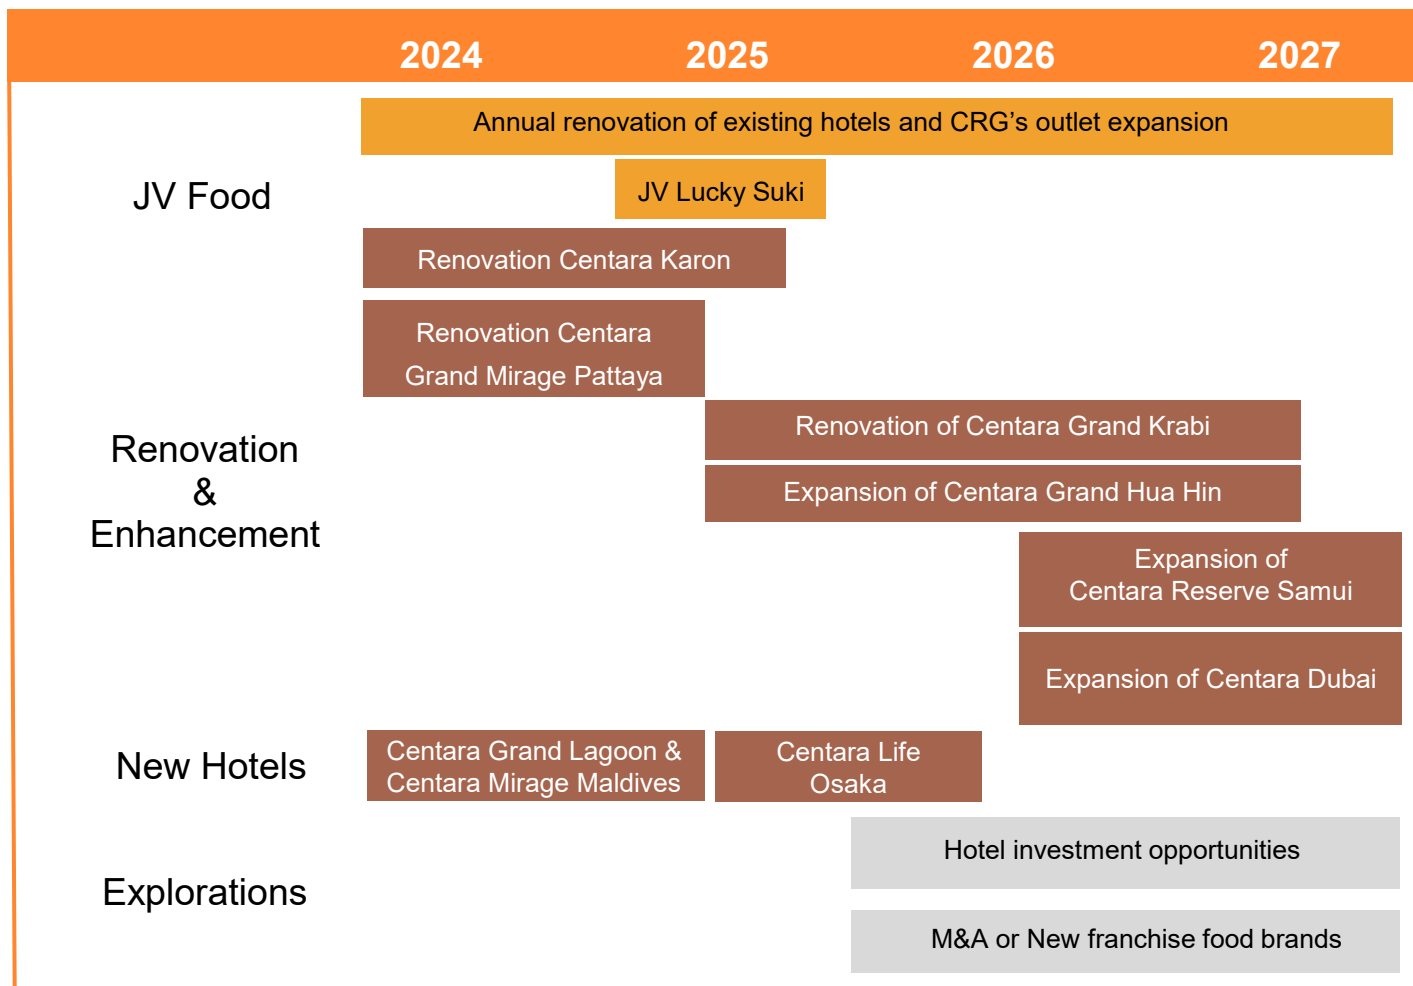 2024 2025 2026 2027
Annual renovation of existing hotels and CRG’s outlet expansion
JV Food
JV Lucky Suki
Renovation Centara Karon
Renovation Centara
Grand Mirage Pattaya
Renovation
&
Enhancement
Renovation of Centara Grand Krabi
Expansion of Centara Grand Hua Hin
Expansion of
Centara Reserve Samui
Expansion of Centara Dubai
New Hotels
Centara Grand Lagoon &
Centara Mirage Maldives
Centara Life
Osaka
Explorations
Hotel investment opportunities
M&A or New franchise food brands